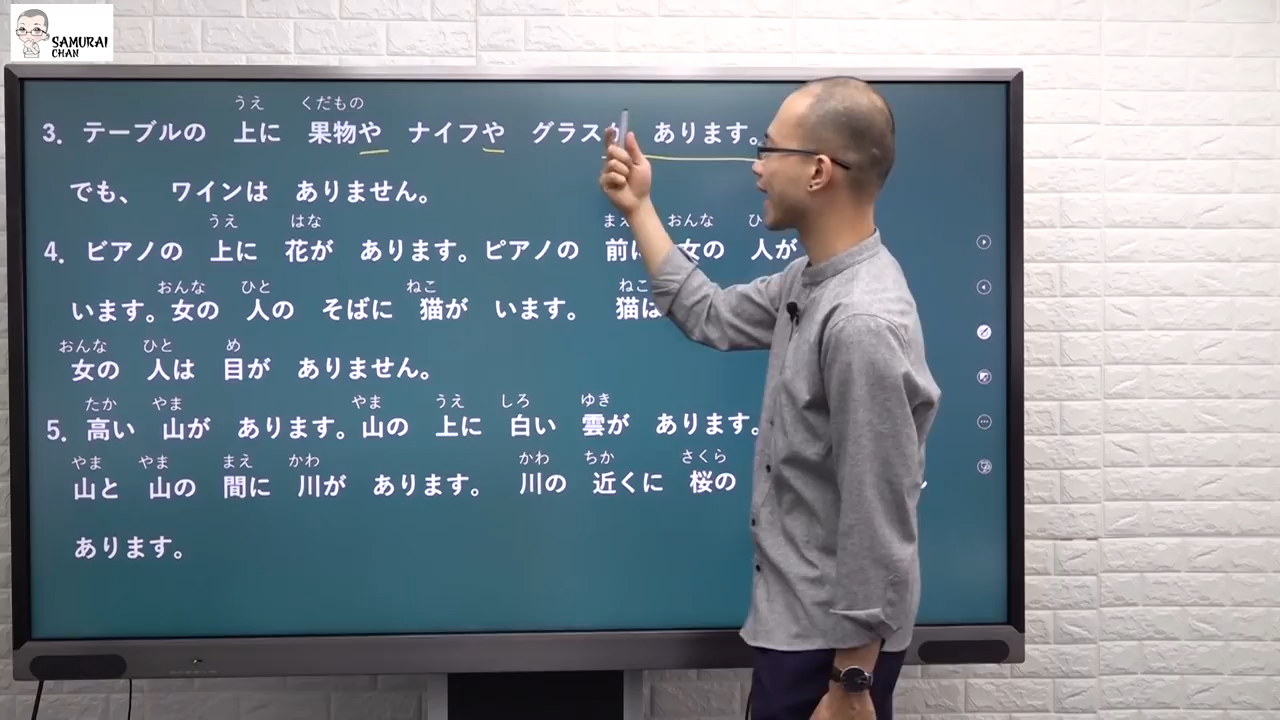 SAMURAI
CHAN
うえ くだもの
3. テーブルの 上に 果物や ナイフや グラスが あります。
でも、 ワインは ありません。
うえ はな まえ おんな ひ
4. ピアノの 上に 花が あります。ピアノの 前に 女の 人が
おんな ひと ねこ ねこ
います。女の 人の そばに 猫が います。 猫は
おんな ひと め
女の 人は 目が ありません。
たか やま やま うえ しろ ゆき
5. 高い 山が あります。山の 上に 白い 雲が あります。
やま やま まえ かわ かわ ちか さくら
山と 山の 間に 川が あります。 川の 近くに 桜の
あります。